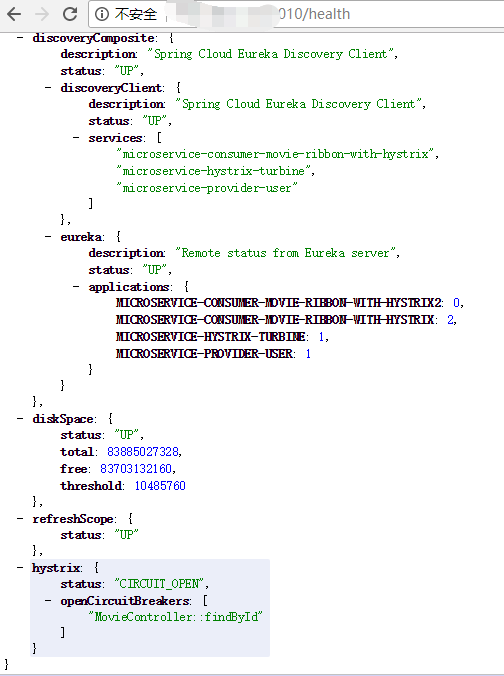 不安全 010/health
- discoveryComposite: {
description: "Spring Cloud Eureka Discovery Client",
status: "UP",
- discoveryClient: {
description: "Spring Cloud Eureka Discovery Client",
status: "UP",
- services: [
"microservice-consumer-movie-ribbon-with-hystrix",
"microservice-hystrix-turbine",
"microservice-provider-user"
]
},
- eureka: {
description: "Remote status from Eureka server",
status: "UP",
- applications: {
MICROSERVICE-CONSUMER-MOVIE-RIBBON-WITH-HYSTRIX2: 0,
MICROSERVICE-CONSUMER-MOVIE-RIBBON-WITH-HYSTRIX: 2,
MICROSERVICE-HYSTRIX-TURBINE: 1,
MICROSERVICE-PROVIDER-USER: 1
}
}
},
- diskSpace: {
status: "UP",
total: 83885027328,
free: 83703132160,
threshold: 10485760
},
- refreshScope: {
status: "UP"
},
- hystrix: {
status: "CIRCUIT_OPEN",
- openCircuitBreakers: [
"MovieController::findById"
]
}
}